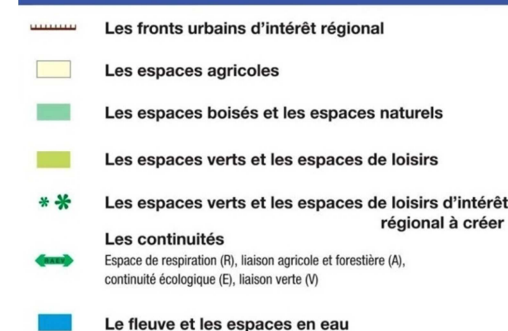 Les fronts urbains d'intérêt régional
Les espaces agricoles
Les espaces boisés et les espaces naturels
Les espaces verts et les espaces de loisirs
Les espaces verts et les espaces de loisirs d'intérêt
régional à créer
Les continuités
Espace de respiration (R), liaison agricole et forestière (A),
continuité écologique (E), liaison verte (V)
Le fleuve et les espaces en eau